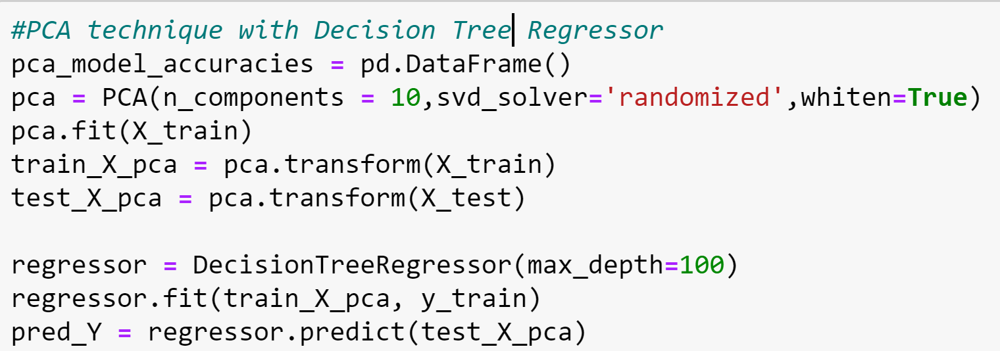 #PCA technique with Decision Tree Regressor
pca_model_accuracies = pd.DataFrame()
pca = PCA(n_components = 10,svd_solver='randomized',whiten=True)
pca.fit(X_train)
train_X_pca = pca.transform(X_train)
test_X_pca = pca.transform(X_test)
regressor = DecisionTreeRegressor(max_depth=100)
regressor.fit(train_X_pca, y_train)
pred_Y = regressor.predict(test_X_pca)